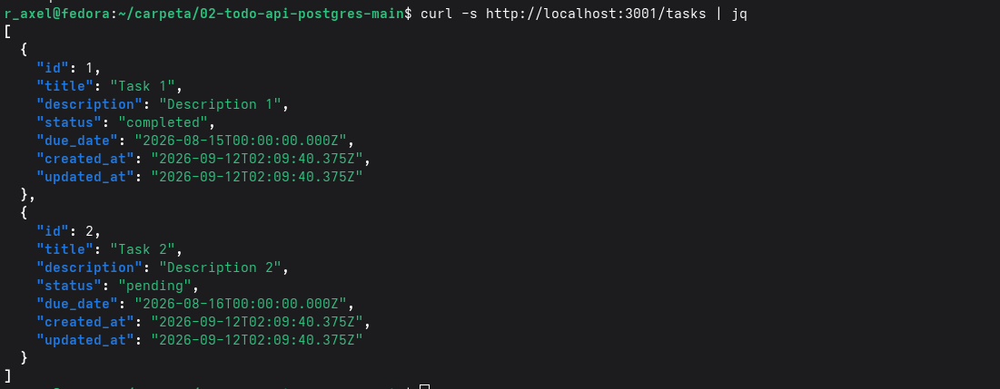 r_axel@fedora:~/carpeta/02-todo-api-postgres-main$ curl -s http://localhost:3001/tasks | jq
[
  {
    "id": 1,
    "title": "Task 1",
    "description": "Description 1",
    "status": "completed",
    "due_date": "2026-08-15T00:00:00.000Z",
    "created_at": "2026-09-12T02:09:40.375Z",
    "updated_at": "2026-09-12T02:09:40.375Z"
  },
  {
    "id": 2,
    "title": "Task 2",
    "description": "Description 2",
    "status": "pending",
    "due_date": "2026-08-16T00:00:00.000Z",
    "created_at": "2026-09-12T02:09:40.375Z",
    "updated_at": "2026-09-12T02:09:40.375Z"
  }
]